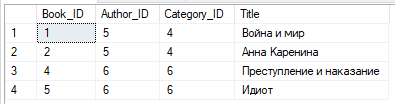 Book_ID Author_ID Category_ID Title
1 1 5 4 Война и мир
2 2 5 4 Анна Каренина
3 4 6 6 Преступление и наказание
4 5 6 6 Идиот